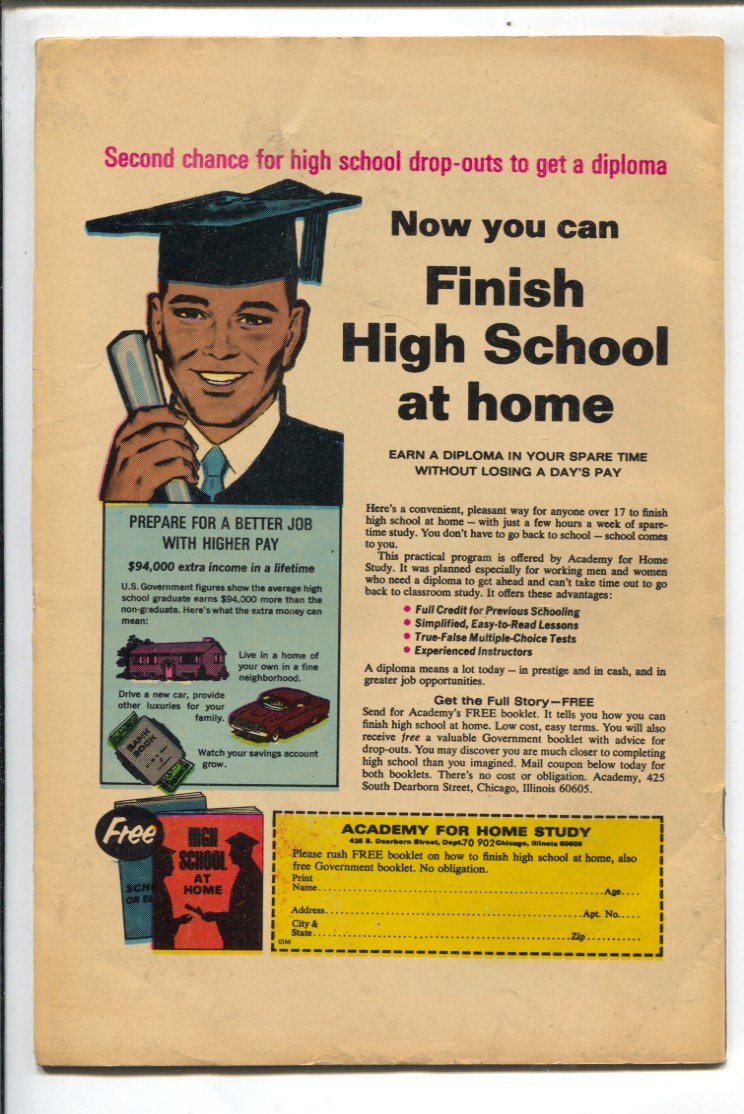 Second chance for high school drop-outs to get a diploma
Now you can
Finish
High School
at home
EARN A DIPLOMA IN YOUR SPARE TIME
WITHOUT LOSING A DAY'S PAY
Here's a convenient, pleasant way for anyone over 17 to finish
high school at home — with just a few hours a week of spare-
time study. You don't have to go back to school — school comes
to you.
This practical program is offered by Academy for Home
Study. It was planned especially for working men and women
who need a diploma to get ahead and can't take time out to go
back to classroom study. It offers these advantages:
• Full Credit for Previous Schooling
• Simplified, Easy-to-Read Lessons
• True-False Multiple-Choice Tests
• Experienced Instructors
A diploma means a lot today — in prestige and in cash, and in
greater job opportunities.
Get the Full Story—FREE
Send for Academy's FREE booklet. It tells you how you can
finish high school at home. Low cost, easy terms. You will also
receive free a valuable Government booklet with advice for
drop-outs. You may discover you are much closer to completing
high school than you imagined. Mail coupon below today for
both booklets. There's no cost or obligation. Academy, 425
South Dearborn Street, Chicago, Illinois 60605.
PREPARE FOR A BETTER JOB
WITH HIGHER PAY
$94,000 extra income in a lifetime
U.S. Government figures show the average high
school graduate earns $94,000 more than the
non-graduate. Here's what the extra money can
mean:
Live in a home of
your own in a fine
neighborhood.
Drive a new car, provide
other luxuries for your
family.
BANK
BOOK
Watch your savings account
grow.
Free
HIGH
SCHOOL
AT
HOME
SCH
OR EL
ACADEMY FOR HOME STUDY
425 S. Dearborn Street, Dept. 70 902 Chicago, Illinois 60605
Please rush FREE booklet on how to finish high school at home, also
free Government booklet. No obligation.
Print
Name..........Age....
Address..........Apt. No.....
City &
State..........Zip..........
01M